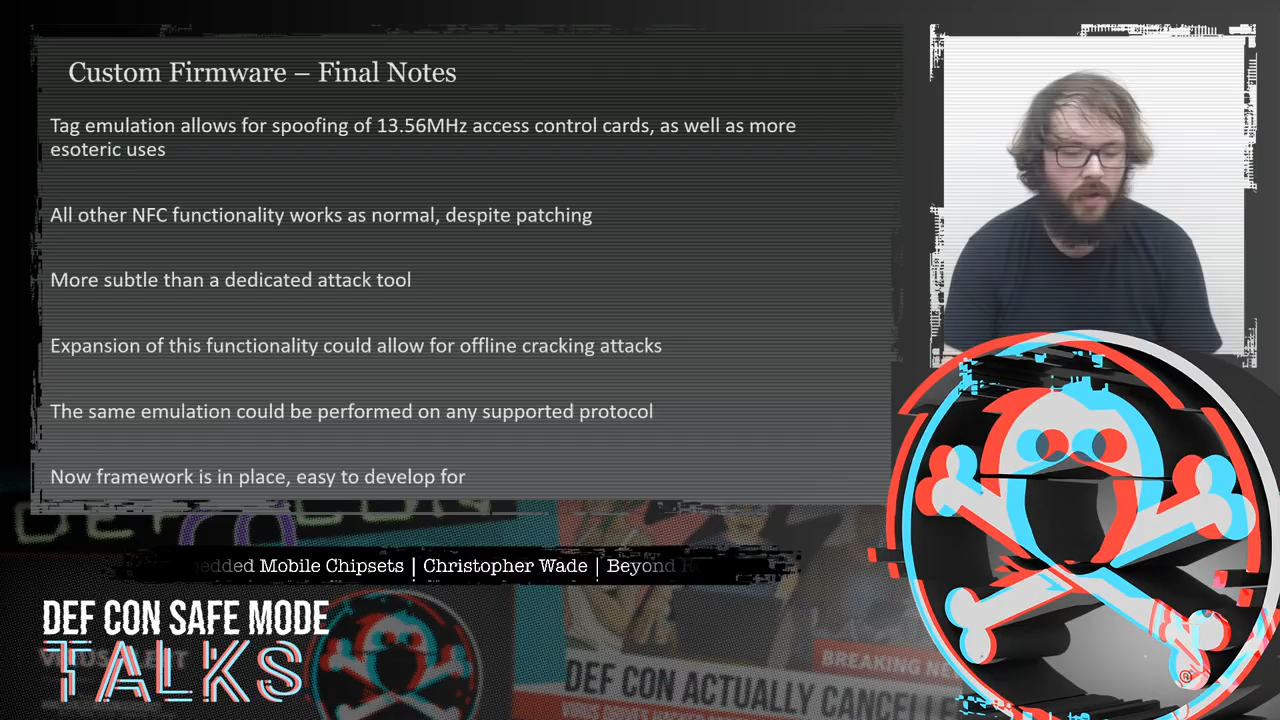 Custom Firmware – Final Notes
Tag emulation allows for spoofing of 13.56MHz access control cards, as well as more
esoteric uses
All other NFC functionality works as normal, despite patching
More subtle than a dedicated attack tool
Expansion of this functionality could allow for offline cracking attacks
The same emulation could be performed on any supported protocol
Now framework is in place, easy to develop for
DEF CON
Mobile Chipsets | Christopher Wade | Beyond
DEF CON SAFE MODE
TALKS
BREAKING
DEF CON ACTUALLY